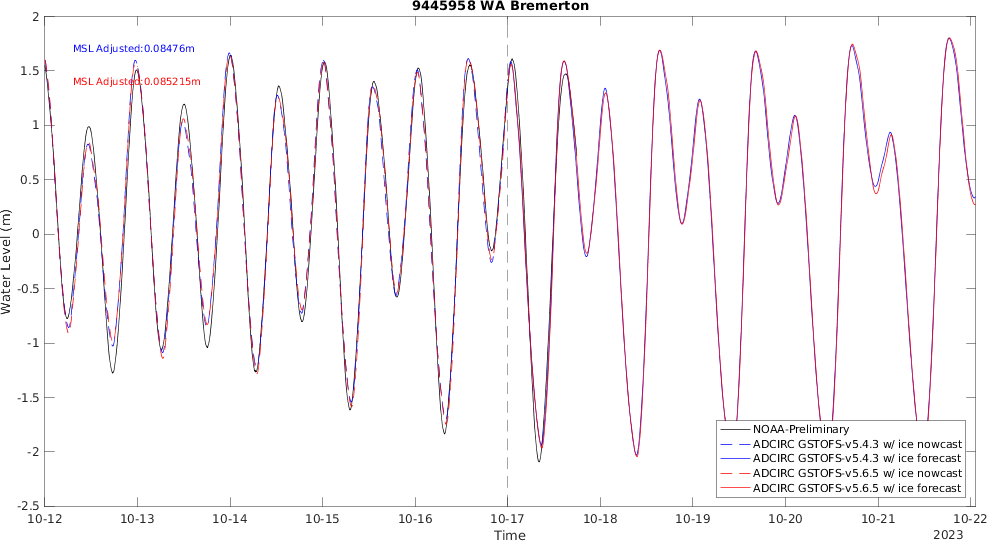 9445958 WA Bremerton
MSL Adjusted:0.08476m
MSL Adjusted:0.085215m
Water Level (m)
2
1.5
1
0.5
0
-0.5
-1
-1.5
-2
-2.5
NOAA-Preliminary
ADCIRC GSTOFS-v5.4.3 w/ ice nowcast
ADCIRC GSTOFS-v5.4.3 w/ ice forecast
ADCIRC GSTOFS-v5.6.5 w/ ice nowcast
ADCIRC GSTOFS-v5.6.5 w/ ice forecast
10-12 10-13 10-14 10-15 10-16 10-17 10-18 10-19 10-20 10-21 10-22
Time
2023